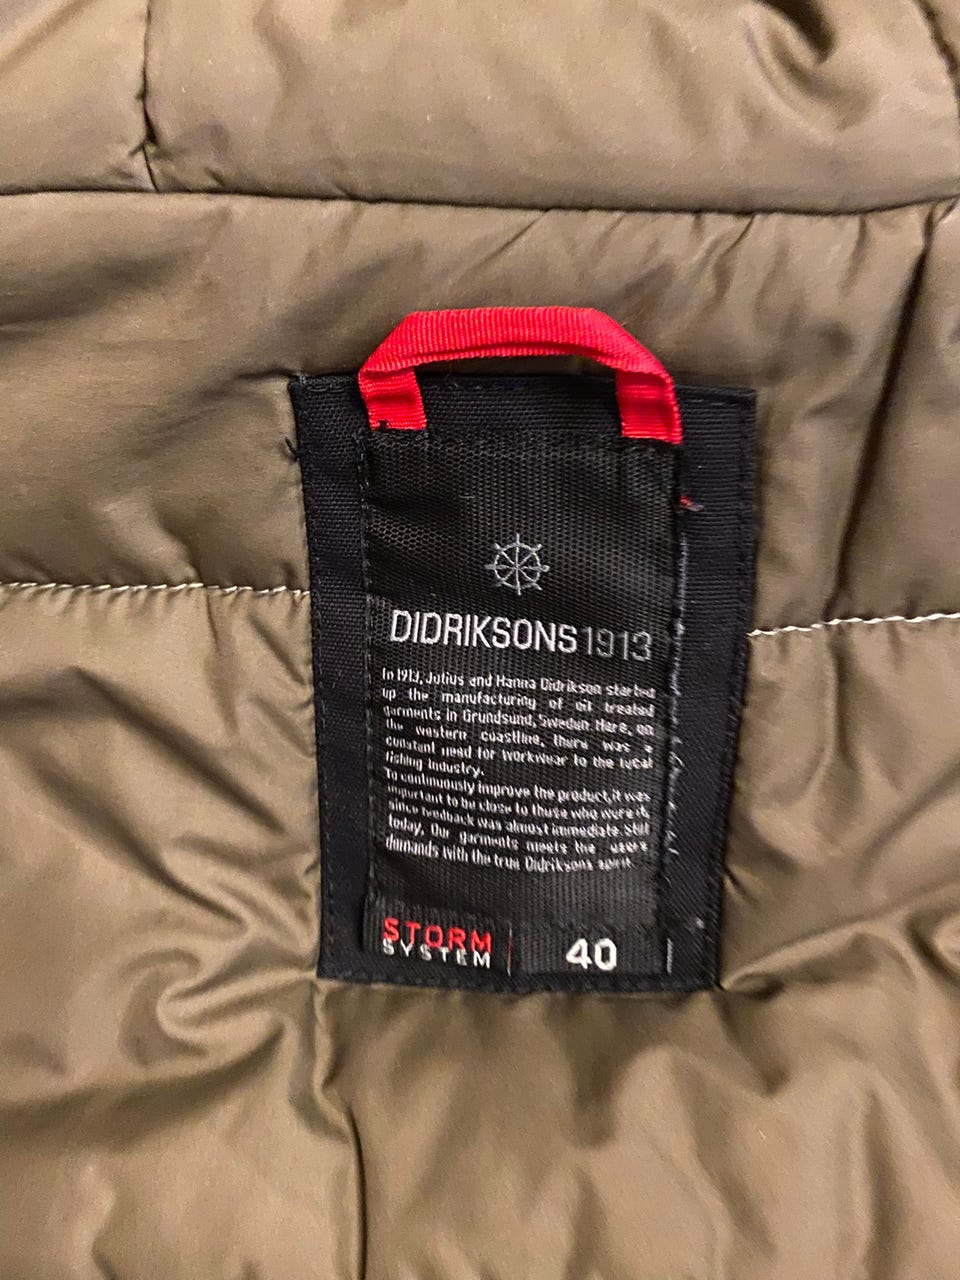 DIDRIKSONS1913
In 1913, Julius and Hanna Didrikson started
up the manufacturing of oil treated
garments in Grundsund, Sweden. Here, on
the western coastline, there was a
constant need for workwear to the local
fishing industry.
To continuously improve the product, it was
important to be close to those who wore it,
since feedback was almost immediate. Still
today, Our garments meets the users
demands with the true Didriksons spirit.
STORM
SYSTEM
40